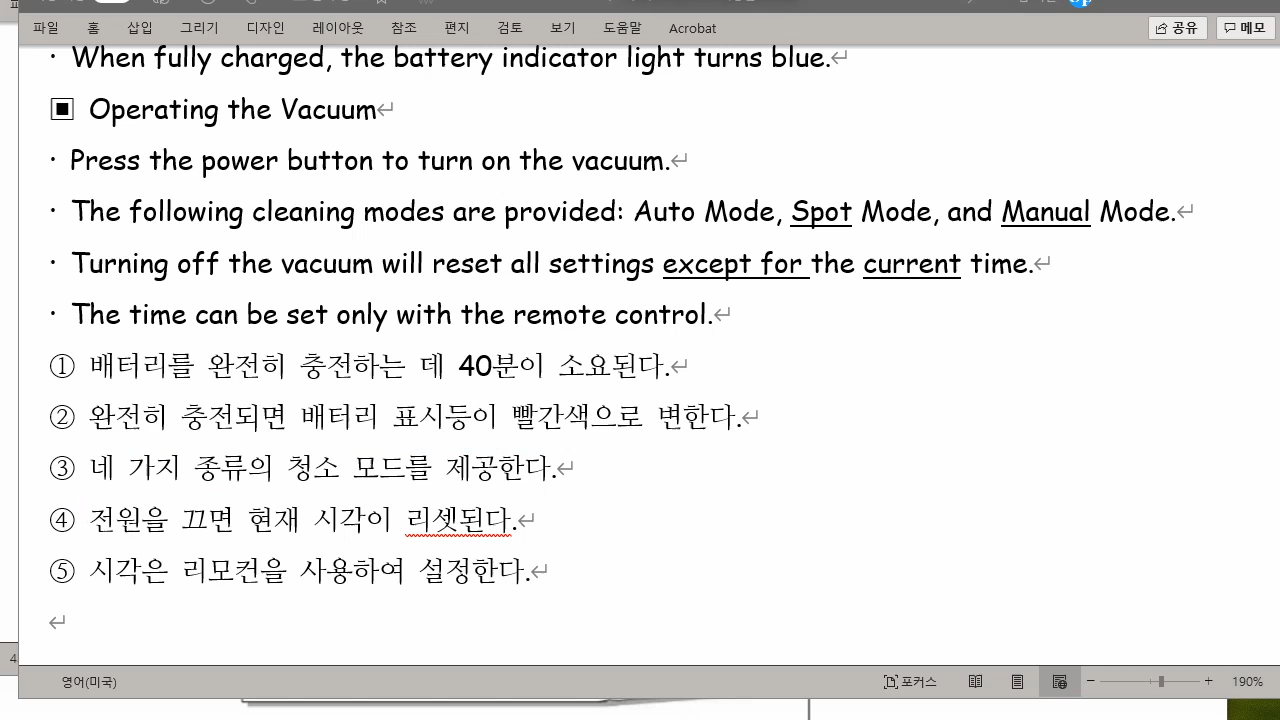 파일 홈 삽입 그리기 디자인 레이아웃 참조 편지 검토 보기 도움말 Acrobat 공유 메모
· When fully charged, the battery indicator light turns blue.↵
▣ Operating the Vacuum↵
· Press the power button to turn on the vacuum.↵
· The following cleaning modes are provided: Auto Mode, Spot Mode, and Manual Mode.↵
· Turning off the vacuum will reset all settings except for the current time.↵
· The time can be set only with the remote control.↵
① 배터리를 완전히 충전하는 데 40분이 소요된다.↵
② 완전히 충전되면 배터리 표시등이 빨간색으로 변한다.↵
③ 네 가지 종류의 청소 모드를 제공한다.↵
④ 전원을 끄면 현재 시각이 리셋된다.↵
⑤ 시각은 리모컨을 사용하여 설정한다.↵
↵
영어(미국) 포커스 190%